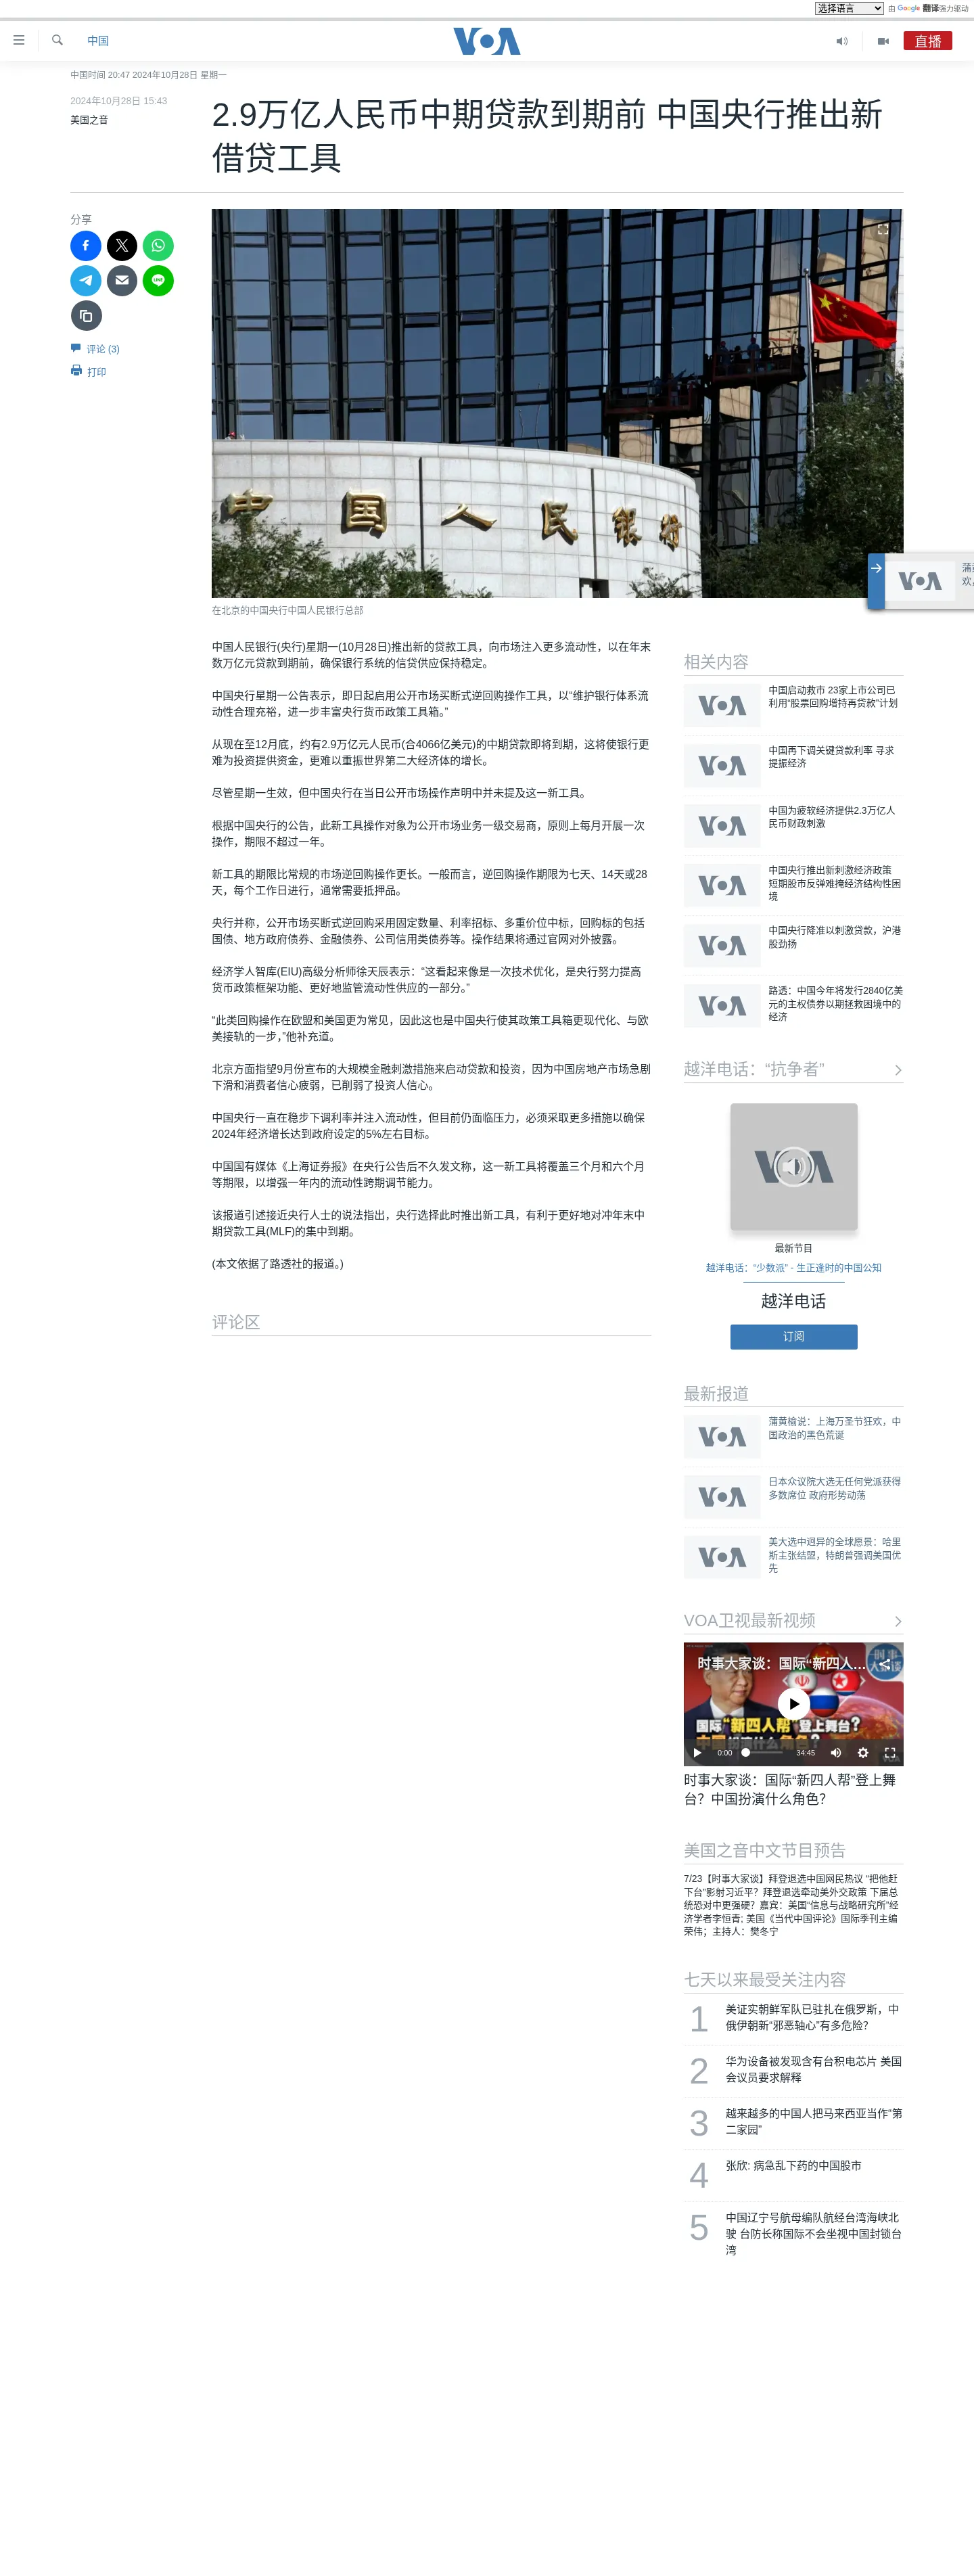 选择语言 由 Google 翻译强力驱动
中国
VOA
直播
中国时间 20:47 2024年10月28日 星期一
2024年10月28日 15:43
美国之音
2.9万亿人民币中期贷款到期前 中国央行推出新
借贷工具
分享
评论 (3)
打印
中国人民银行
在北京的中国央行中国人民银行总部
VOA
中国人民银行(央行)星期一(10月28日)推出新的贷款工具，向市场注入更多流动性，以在年末
数万亿元贷款到期前，确保银行系统的信贷供应保持稳定。
中国央行星期一公告表示，即日起启用公开市场买断式逆回购操作工具，以“维护银行体系流
动性合理充裕，进一步丰富央行货币政策工具箱。”
从现在至12月底，约有2.9万亿元人民币(合4066亿美元)的中期贷款即将到期，这将使银行更
难为投资提供资金，更难以重振世界第二大经济体的增长。
尽管星期一生效，但中国央行在当日公开市场操作声明中并未提及这一新工具。
根据中国央行的公告，此新工具操作对象为公开市场业务一级交易商，原则上每月开展一次
操作，期限不超过一年。
新工具的期限比常规的市场逆回购操作更长。一般而言，逆回购操作期限为七天、14天或28
天，每个工作日进行，通常需要抵押品。
央行并称，公开市场买断式逆回购采用固定数量、利率招标、多重价位中标，回购标的包括
国债、地方政府债券、金融债券、公司信用类债券等。操作结果将通过官网对外披露。
经济学人智库(EIU)高级分析师徐天辰表示：“这看起来像是一次技术优化，是央行努力提高
货币政策框架功能、更好地监管流动性供应的一部分。”
“此类回购操作在欧盟和美国更为常见，因此这也是中国央行使其政策工具箱更现代化、与欧
美接轨的一步，”他补充道。
北京方面指望9月份宣布的大规模金融刺激措施来启动贷款和投资，因为中国房地产市场急剧
下滑和消费者信心疲弱，已削弱了投资人信心。
中国央行一直在稳步下调利率并注入流动性，但目前仍面临压力，必须采取更多措施以确保
2024年经济增长达到政府设定的5%左右目标。
中国国有媒体《上海证券报》在央行公告后不久发文称，这一新工具将覆盖三个月和六个月
等期限，以增强一年内的流动性跨期调节能力。
该报道引述接近央行人士的说法指出，央行选择此时推出新工具，有利于更好地对冲年末中
期贷款工具(MLF)的集中到期。
(本文依据了路透社的报道。)
评论区
相关内容
VOA
中国启动救市 23家上市公司已
利用“股票回购增持再贷款”计划
VOA
中国再下调关键贷款利率 寻求
提振经济
VOA
中国为疲软经济提供2.3万亿人
民币财政刺激
VOA
中国央行推出新刺激经济政策
短期股市反弹难掩经济结构性困
境
VOA
中国央行降准以刺激贷款，沪港
股劲扬
VOA
路透：中国今年将发行2840亿美
元的主权债券以期拯救困境中的
经济
越洋电话：“抗争者”
VOA
最新节目
越洋电话：“少数派” - 生正逢时的中国公知
越洋电话
订阅
最新报道
VOA
蒲黄榆说：上海万圣节狂欢，中
国政治的黑色荒诞
VOA
日本众议院大选无任何党派获得
多数席位 政府形势动荡
VOA
美大选中迥异的全球愿景：哈里
斯主张结盟，特朗普强调美国优
先
VOA卫视最新视频
时事大家谈：国际“新四人…
时事
大家谈
国际“新四人帮”登上舞台？
中国扮演什么角色？
0:00 34:45
时事大家谈：国际“新四人帮”登上舞
台？中国扮演什么角色？
美国之音中文节目预告
7/23【时事大家谈】拜登退选中国网民热议 “把他赶
下台”影射习近平？拜登退选牵动美外交政策 下届总
统恐对中更强硬？嘉宾：美国“信息与战略研究所”经
济学者李恒青; 美国《当代中国评论》国际季刊主编
荣伟；主持人：樊冬宁
七天以来最受关注内容
1
美证实朝鲜军队已驻扎在俄罗斯，中
俄伊朝新“邪恶轴心”有多危险？
2
华为设备被发现含有台积电芯片 美国
会议员要求解释
3
越来越多的中国人把马来西亚当作“第
二家园”
4
张欣: 病急乱下药的中国股市
5
中国辽宁号航母编队航经台湾海峡北
驶 台防长称国际不会坐视中国封锁台
湾